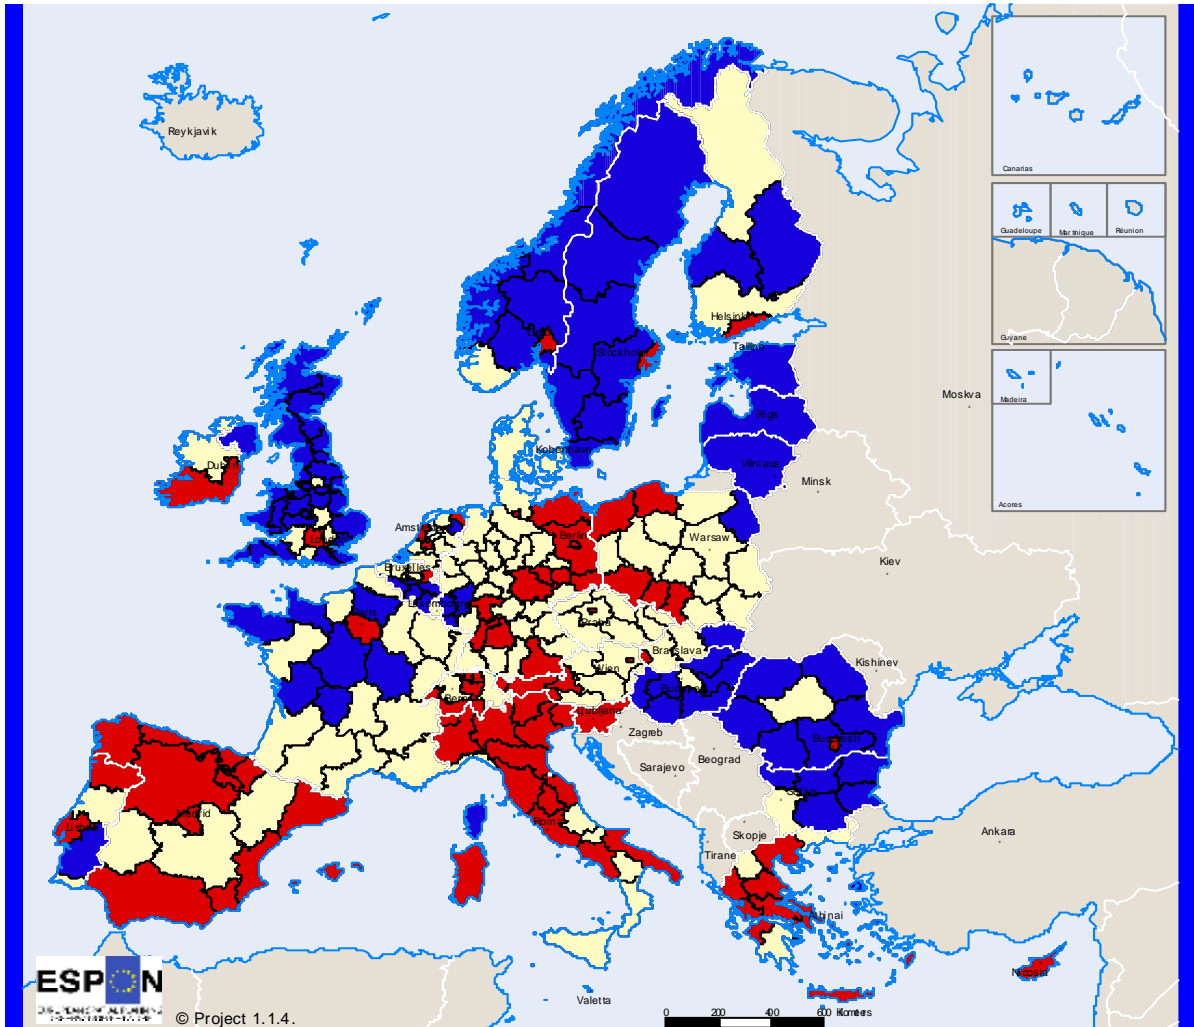 Canarias
Reykjavik
Guadeloupe
Martinique
Réunion
Guyane
Madeira
Acores
Helsinki
Tallinn
Stockholm
Moskva
Riga
København
Vilnius
Minsk
Dublin
London
Amsterdam
Berlin
Warsaw
Kiev
Bruxelles
Luxembourg
Paris
Praha
Kishinev
Wien
Bratislava
Bern
Budapest
Ljubljana
Zagreb
Bucuresti
Beograd
Sarajevo
Sofia
Madrid
Lisboa
Roma
Skopje
Ankara
Tirane
Athinai
Nicosia
Valetta
ESPON
© Project 1.1.4.
0 200 400 600